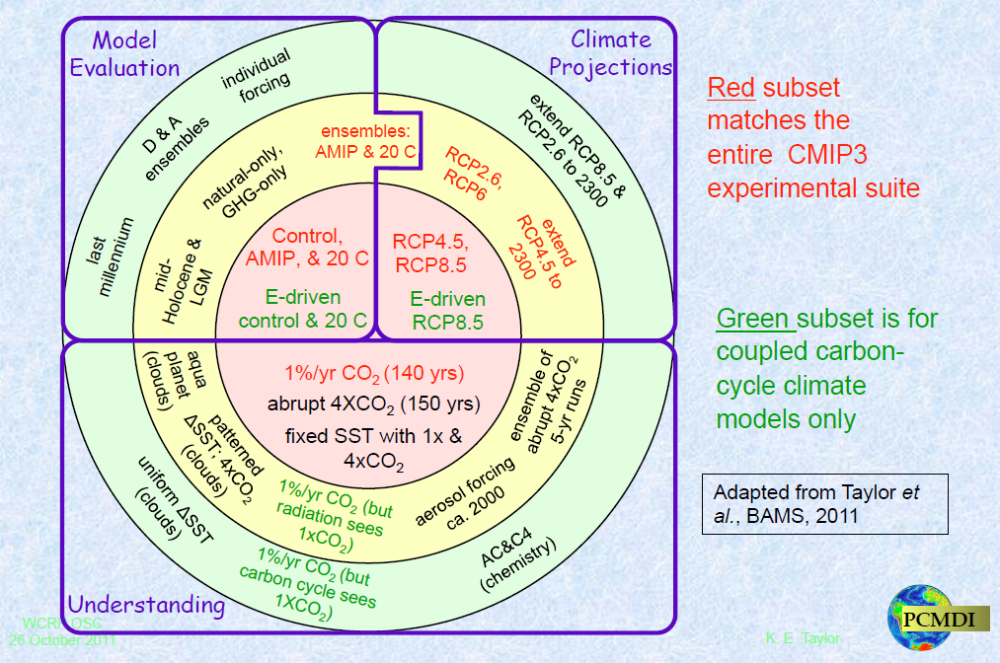 Model
Evaluation
Climate
Projections
individual
forcing
D & A
ensembles
last
millennium
extend RCP8.5 &
RCP2.6 to 2300
ensembles:
AMIP & 20 C
natural-only,
GHG-only
mid-
Holocene &
LGM
RCP2.6,
RCP6
extend
RCP4.5 to
2300
Control,
AMIP, & 20 C
E-driven
control & 20 C
RCP4.5,
RCP8.5
E-driven
RCP8.5
1%/yr CO2 (140 yrs)
abrupt 4XCO2 (150 yrs)
fixed SST with 1x &
4xCO2
aqua
planet
(clouds)
patterned
ΔSST; 4xCO2
(clouds)
1%/yr CO2 (but
radiation sees
1xCO2)
aerosol forcing
ca. 2000
ensemble of
abrupt 4xCO2
5-yr runs
uniform ΔSST
(clouds)
1%/yr CO2 (but
carbon cycle sees
1XCO2)
AC&C4
(chemistry)
Understanding
Red subset
matches the
entire CMIP3
experimental suite
Green subset is for
coupled carbon-
cycle climate
models only
Adapted from Taylor et
al., BAMS, 2011
WCRP OSC
26 October 2011
K. E. Taylor
PCMDI